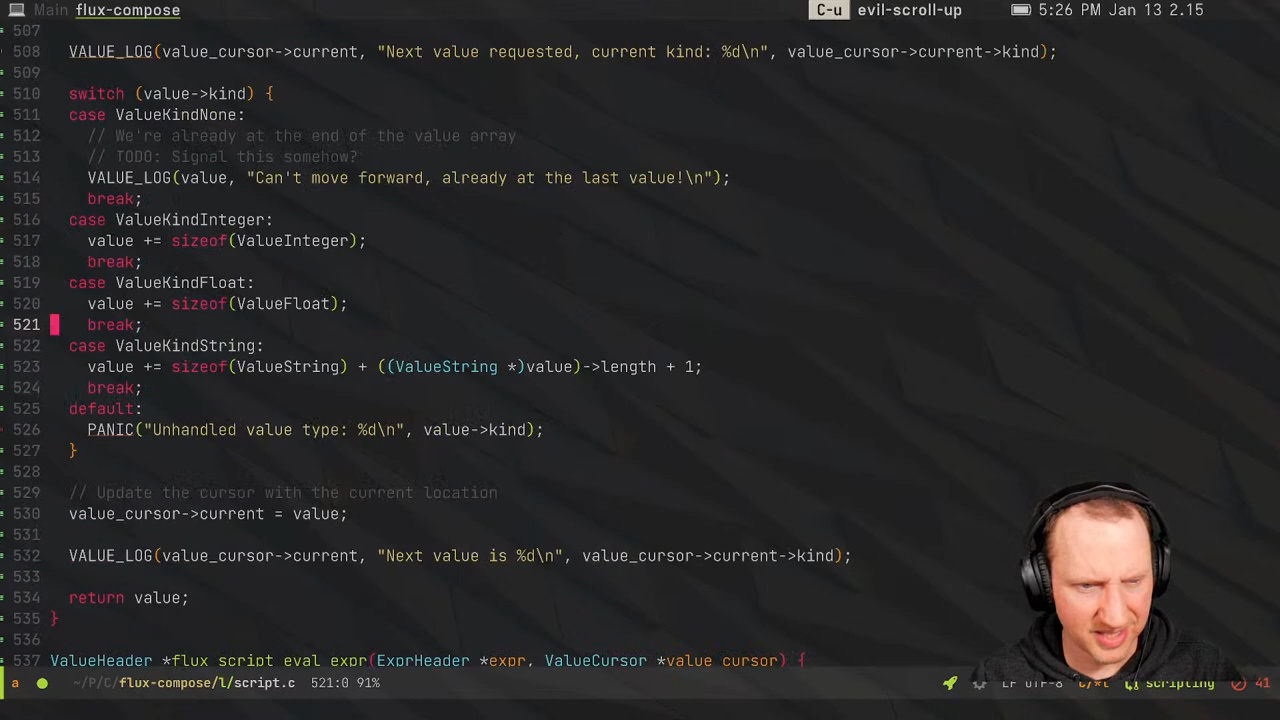 Main flux-compose C-u evil-scroll-up 5:26 PM Jan 13 2.15
507
508 VALUE_LOG(value_cursor->current, "Next value requested, current kind: %d\n", value_cursor->current->kind);
509
510 switch (value->kind) {
511 case ValueKindNone:
512 // We're already at the end of the value array
513 // TODO: Signal this somehow?
514 VALUE_LOG(value, "Can't move forward, already at the last value!\n");
515 break;
516 case ValueKindInteger:
517 value += sizeof(ValueInteger);
518 break;
519 case ValueKindFloat:
520 value += sizeof(ValueFloat);
521 break;
522 case ValueKindString:
523 value += sizeof(ValueString) + ((ValueString *)value)->length + 1;
524 break;
525 default:
526 PANIC("Unhandled value type: %d\n", value->kind);
527 }
528
529 // Update the cursor with the current location
530 value_cursor->current = value;
531
532 VALUE_LOG(value_cursor->current, "Next value is %d\n", value_cursor->current->kind);
533
534 return value;
535 }
536
537 ValueHeader *flux_script_eval_expr(ExprHeader *expr, ValueCursor *value_cursor) {
a ~/P/C/flux-compose/l/script.c 521:0 91% LF UTF-8 C/*l scripting 41